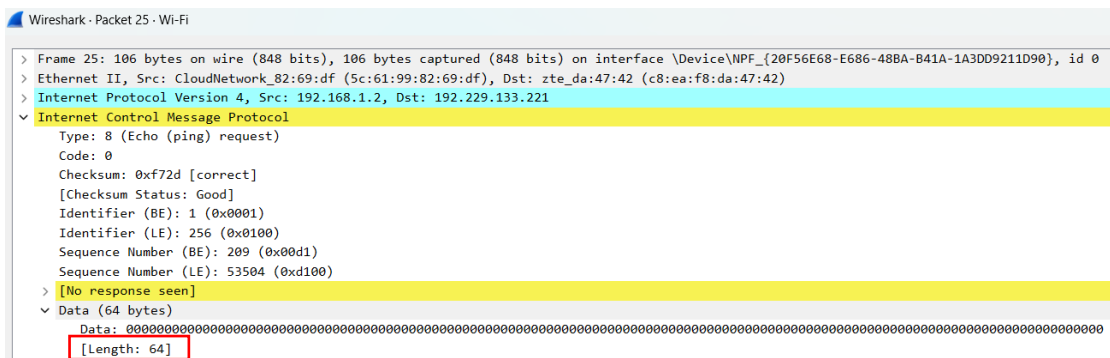 Wireshark · Packet 25 · Wi-Fi
> Frame 25: 106 bytes on wire (848 bits), 106 bytes captured (848 bits) on interface \Device\NPF_{20F56E68-E686-48BA-B41A-1A3DD9211D90}, id 0
> Ethernet II, Src: CloudNetwork_82:69:df (5c:61:99:82:69:df), Dst: zte_da:47:42 (c8:ea:f8:da:47:42)
> Internet Protocol Version 4, Src: 192.168.1.2, Dst: 192.229.133.221
Internet Control Message Protocol
Type: 8 (Echo (ping) request)
Code: 0
Checksum: 0xf72d [correct]
[Checksum Status: Good]
Identifier (BE): 1 (0x0001)
Identifier (LE): 256 (0x0100)
Sequence Number (BE): 209 (0x00d1)
Sequence Number (LE): 53504 (0xd100)
> [No response seen]
Data (64 bytes)
Data: 00000000000000000000000000000000000000000000000000000000000000000000000000000000000000000000000000000000000000000000000000000000
[Length: 64]